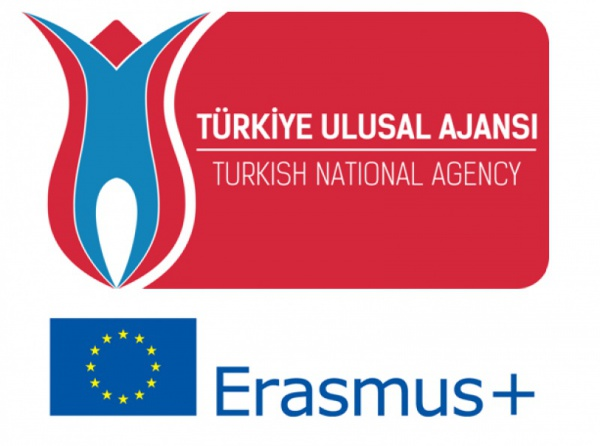 TÜRKİYE ULUSAL AJANSI
TURKISH NATIONAL AGENCY
Erasmus+